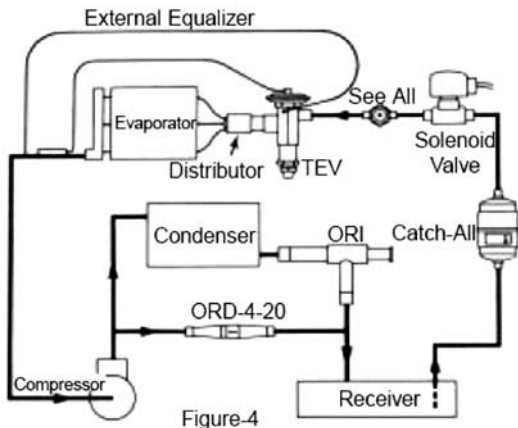 External Equalizer
See All
Evaporator
Solenoid
Valve
Distributor
TEV
Condenser
ORI
Catch-All
ORD-4-20
Compressor
Receiver
Figure-4